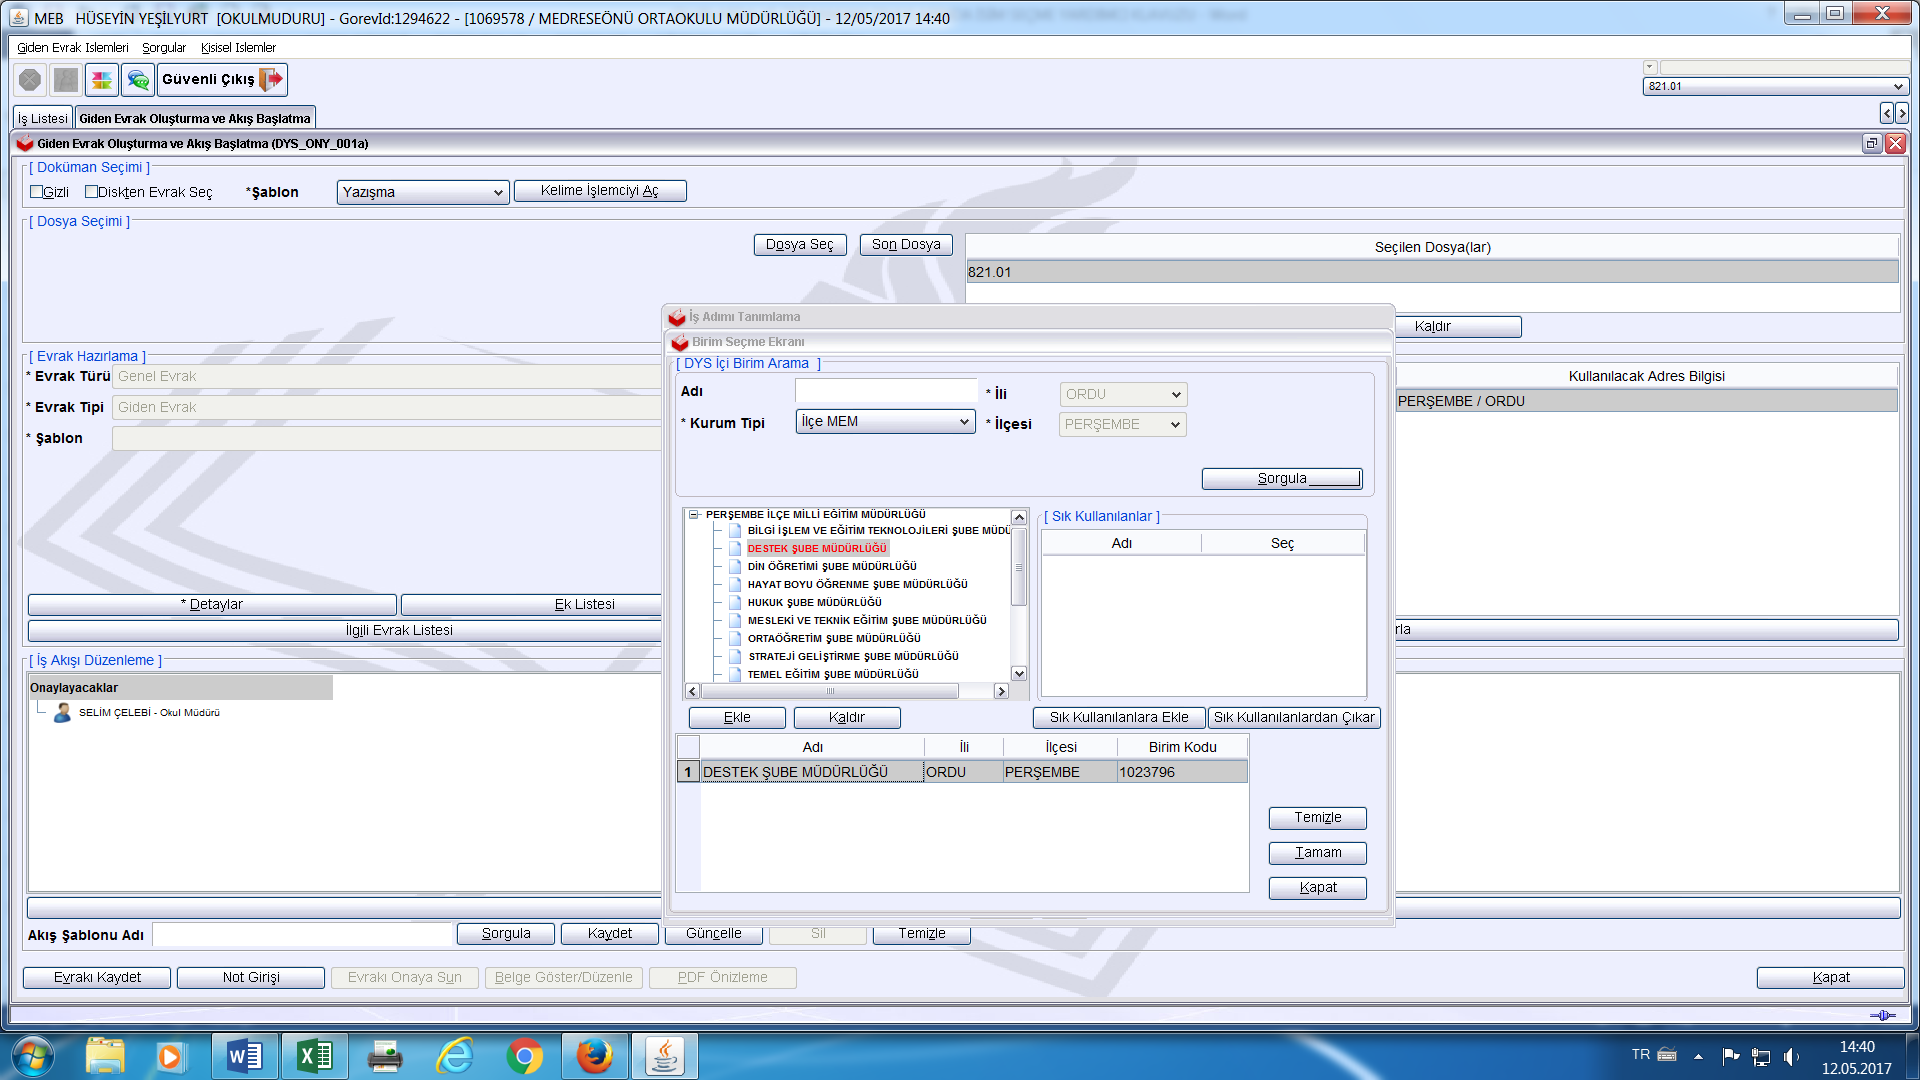 MEB HÜSEYİN YEŞİLYURT [OKULMUDURU] - GorevId:1294622 - [1069578 / MEDRESEÖNÜ ORTAOKULU MÜDÜRLÜĞÜ] - 12/05/2017 14:40
Giden Evrak Islemleri Sorgular Kisisel Islemler
Güvenli Çıkış
821.01
İş Listesi Giden Evrak Oluşturma ve Akış Başlatma
Giden Evrak Oluşturma ve Akış Başlatma (DYS_ONY_001a)
[ Doküman Seçimi ]
Gizli Diskten Evrak Seç *Şablon Yazışma Kelime İşlemciyi Aç
[ Dosya Seçimi ]
Dosya Seç Son Dosya Seçilen Dosya(lar)
821.01
Kaldır
[ Evrak Hazırlama ]
* Evrak Türü Genel Evrak
* Evrak Tipi Giden Evrak
* Şablon
Kullanılacak Adres Bilgisi
PERŞEMBE / ORDU
* Detaylar Ek Listesi
İlgili Evrak Listesi
rla
İş Adımı Tanımlama
Birim Seçme Ekranı
[ DYS İçi Birim Arama ]
Adı * İli ORDU
* Kurum Tipi İlçe MEM * İlçesi PERŞEMBE
Sorgula
PERŞEMBE İLÇE MİLLİ EĞİTİM MÜDÜRLÜĞÜ
BİLGİ İŞLEM VE EĞİTİM TEKNOLOJİLERİ ŞUBE MÜDÜ
DESTEK ŞUBE MÜDÜRLÜĞÜ
DİN ÖĞRETİMİ ŞUBE MÜDÜRLÜĞÜ
HAYAT BOYU ÖĞRENME ŞUBE MÜDÜRLÜĞÜ
HUKUK ŞUBE MÜDÜRLÜĞÜ
MESLEKİ VE TEKNİK EĞİTİM ŞUBE MÜDÜRLÜĞÜ
ORTAÖĞRETİM ŞUBE MÜDÜRLÜĞÜ
STRATEJİ GELİŞTİRME ŞUBE MÜDÜRLÜĞÜ
TEMEL EĞİTİM ŞUBE MÜDÜRLÜĞÜ
[ Sık Kullanılanlar ]
Adı Seç
Ekle Kaldır Sık Kullanılanlara Ekle Sık Kullanılanlardan Çıkar
Adı İli İlçesi Birim Kodu
1 DESTEK ŞUBE MÜDÜRLÜĞÜ ORDU PERŞEMBE 1023796
Temizle
Tamam
Kapat
[ İş Akışı Düzenleme ]
Onaylayacaklar
SELİM ÇELEBİ - Okul Müdürü
Akış Şablonu Adı Sorgula Kaydet Güncelle Sil Temizle
Evrakı Kaydet Not Girişi Evrakı Onaya Sun Belge Göster/Düzenle PDF Önizleme Kapat
TR 14:40
12.05.2017